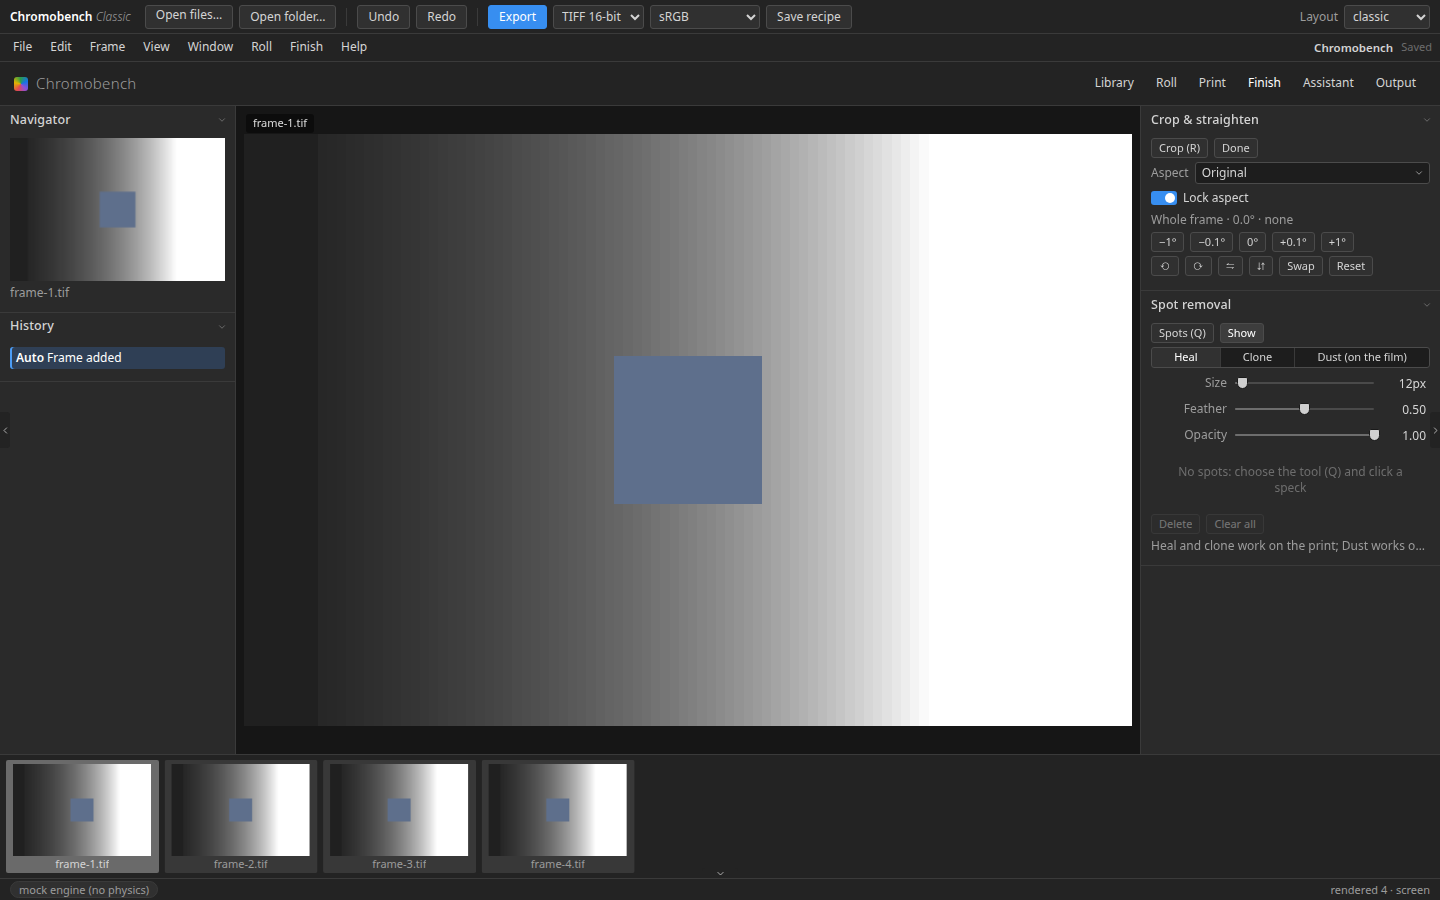 Chromobench Classic Open files... Open folder... Undo Redo Export TIFF 16-bit sRGB Save recipe Layout classic
File Edit Frame View Window Roll Finish Help Chromobench Saved
Chromobench Library Roll Print Finish Assistant Output
Navigator
frame-1.tif
History
Auto Frame added
frame-1.tif
Crop & straighten
Crop (R) Done
Aspect Original
Lock aspect
Whole frame · 0.0° · none
−1° −0.1° 0° +0.1° +1°
Swap Reset
Spot removal
Spots (Q) Show
Heal Clone Dust (on the film)
Size 12px
Feather 0.50
Opacity 1.00
No spots: choose the tool (Q) and click a
speck
Delete Clear all
Heal and clone work on the print; Dust works o...
frame-1.tif frame-2.tif frame-3.tif frame-4.tif
mock engine (no physics) rendered 4 · screen